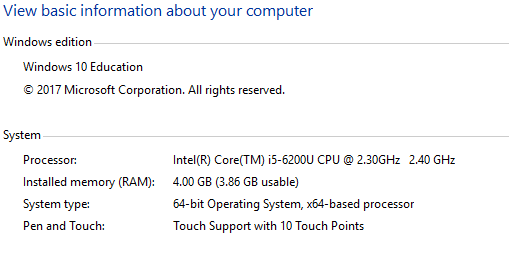 View basic information about your computer
Windows edition
Windows 10 Education
© 2017 Microsoft Corporation. All rights reserved.
System
Processor: Intel(R) Core(TM) i5-6200U CPU @ 2.30GHz 2.40 GHz
Installed memory (RAM): 4.00 GB (3.86 GB usable)
System type: 64-bit Operating System, x64-based processor
Pen and Touch: Touch Support with 10 Touch Points